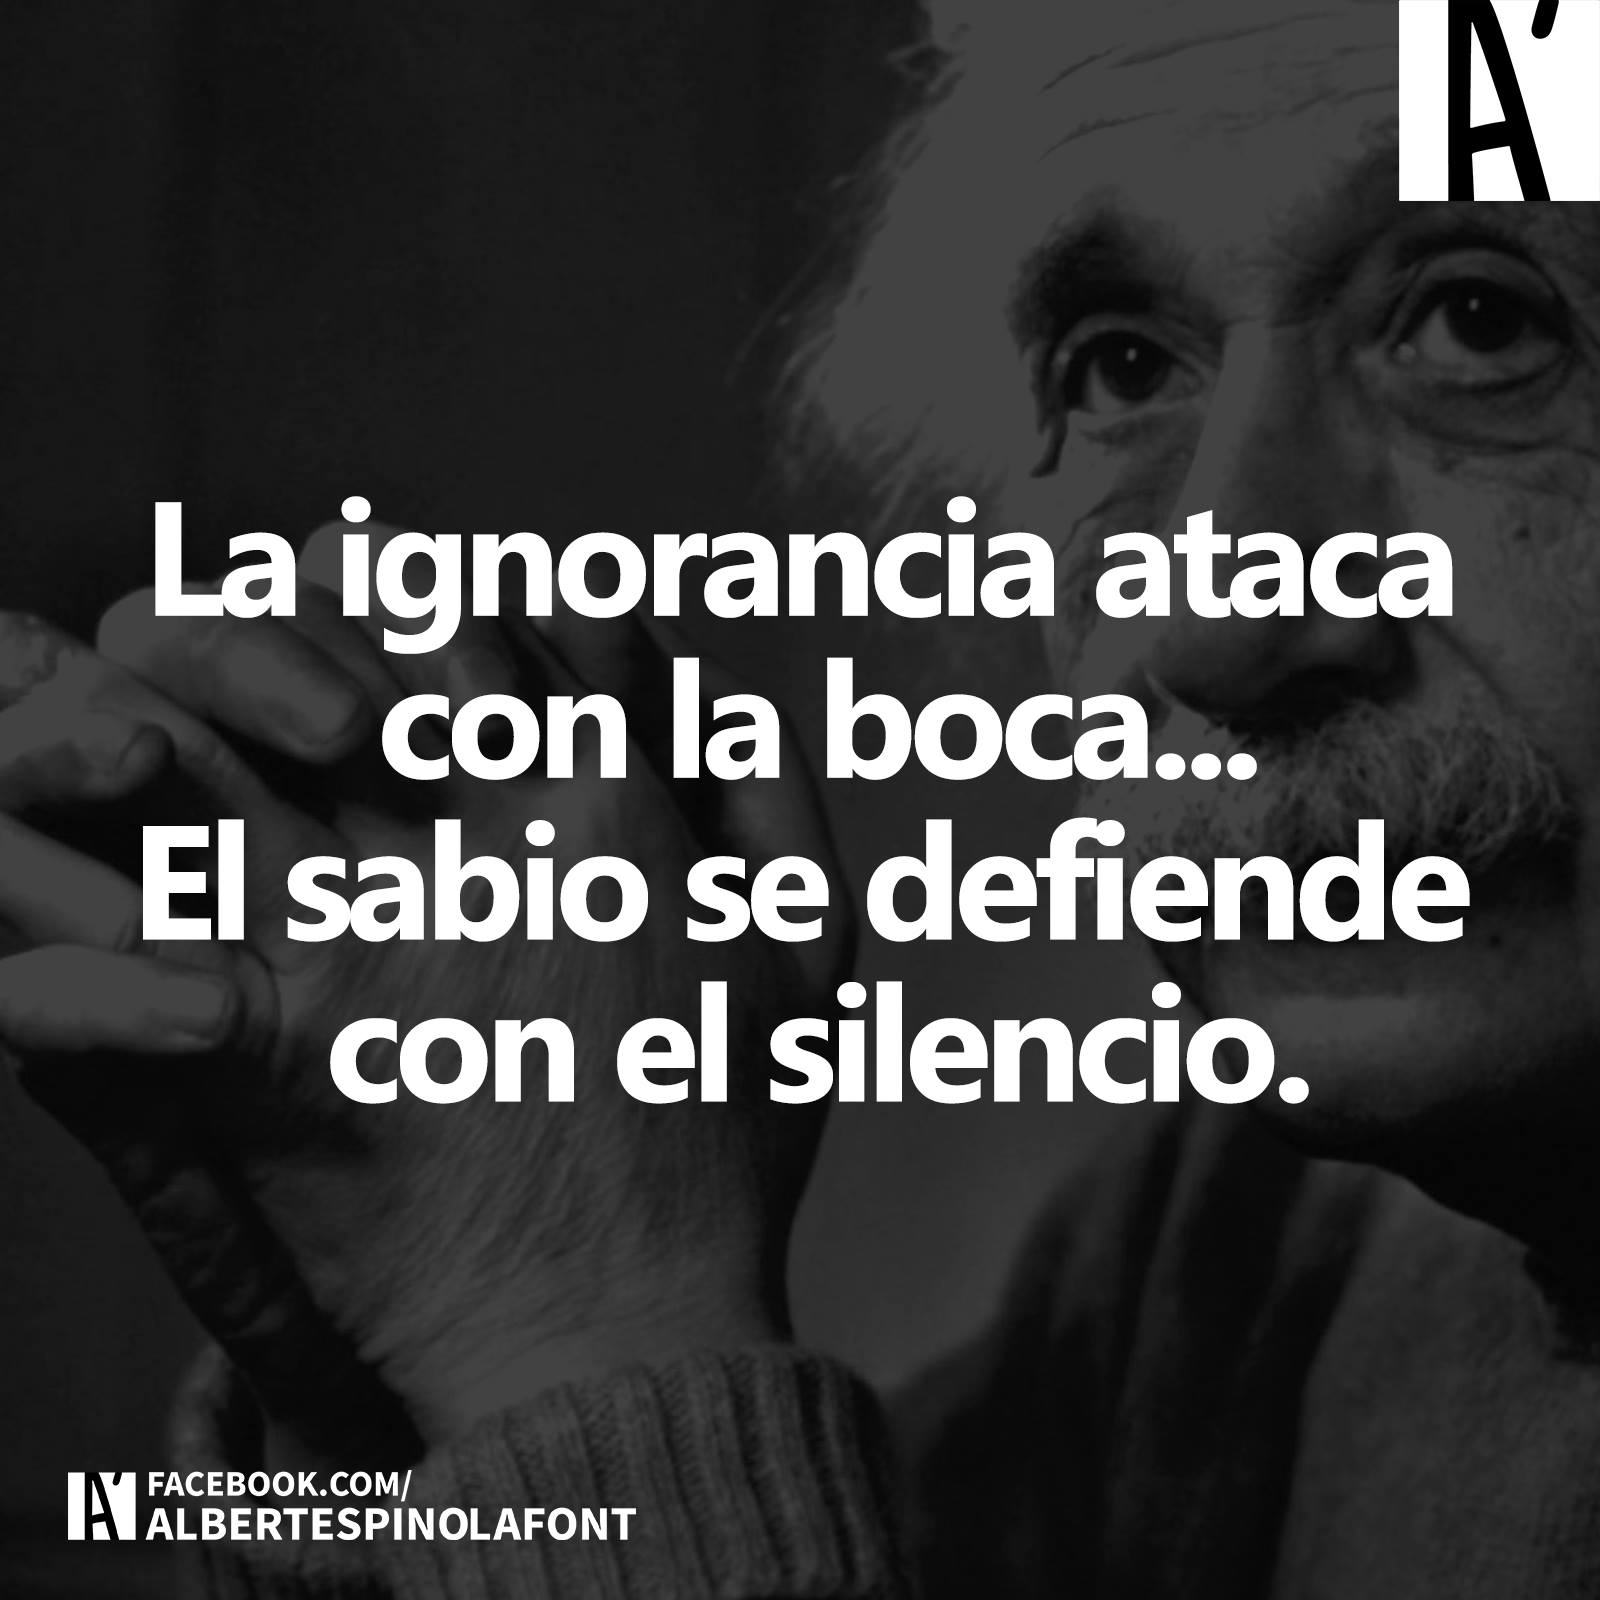 A'
La ignorancia ataca
con la boca...
El sabio se defiende
con el silencio.
A' FACEBOOK.COM/
ALBERTESPINOLAFONT